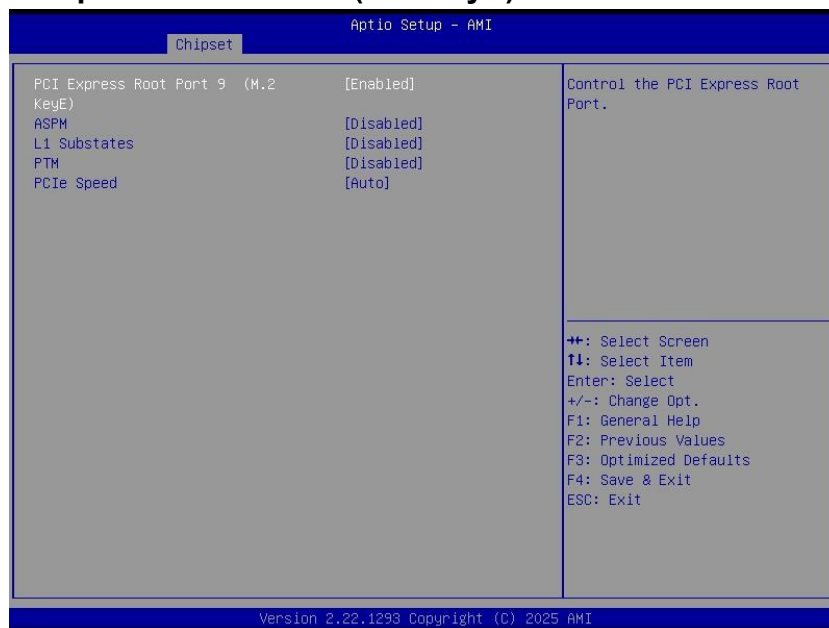 Aptio Setup – AMI
Chipset
PCI Express Root Port 9 (M.2 [Enabled]
KeyE)
ASPM [Disabled]
L1 Substates [Disabled]
PTM [Disabled]
PCIe Speed [Auto]
Control the PCI Express Root
Port.
→←: Select Screen
↑↓: Select Item
Enter: Select
+/-: Change Opt.
F1: General Help
F2: Previous Values
F3: Optimized Defaults
F4: Save & Exit
ESC: Exit
Version 2.22.1293 Copyright (C) 2025 AMI